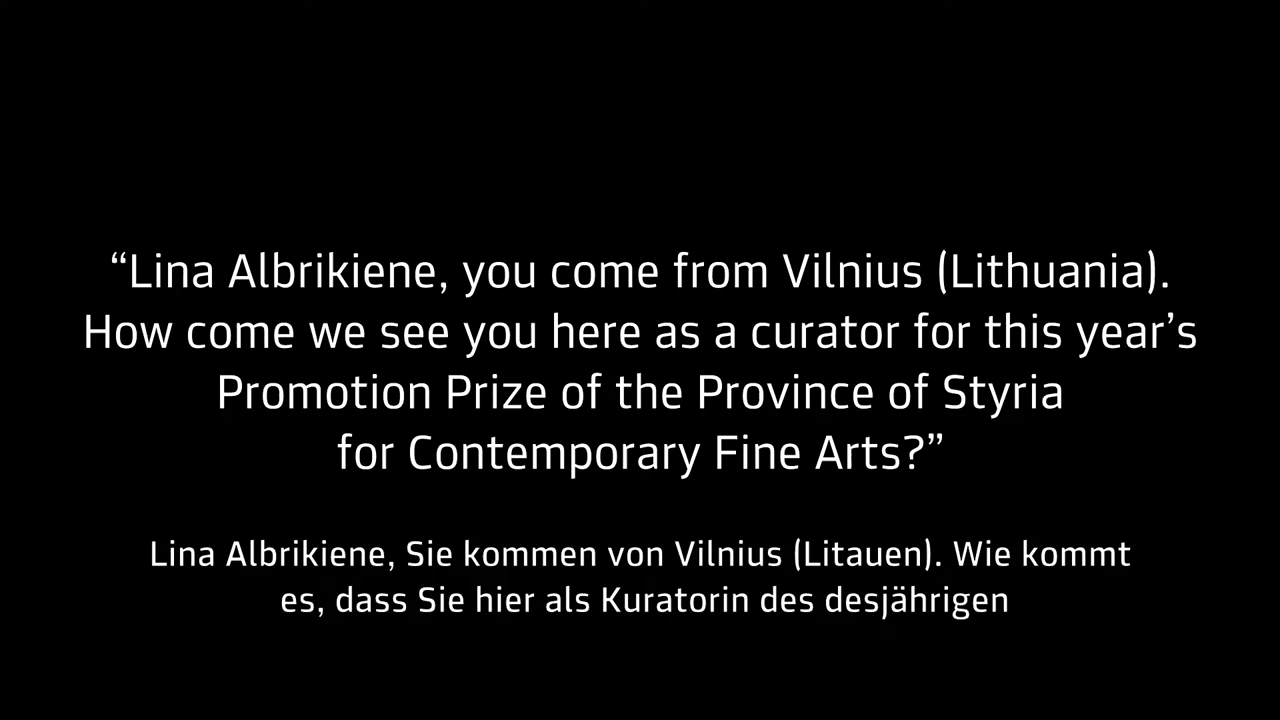 “Lina Albrikiene, you come from Vilnius (Lithuania).
How come we see you here as a curator for this year’s
Promotion Prize of the Province of Styria
for Contemporary Fine Arts?”
Lina Albrikiene, Sie kommen von Vilnius (Litauen). Wie kommt
es, dass Sie hier als Kuratorin des desjährigen